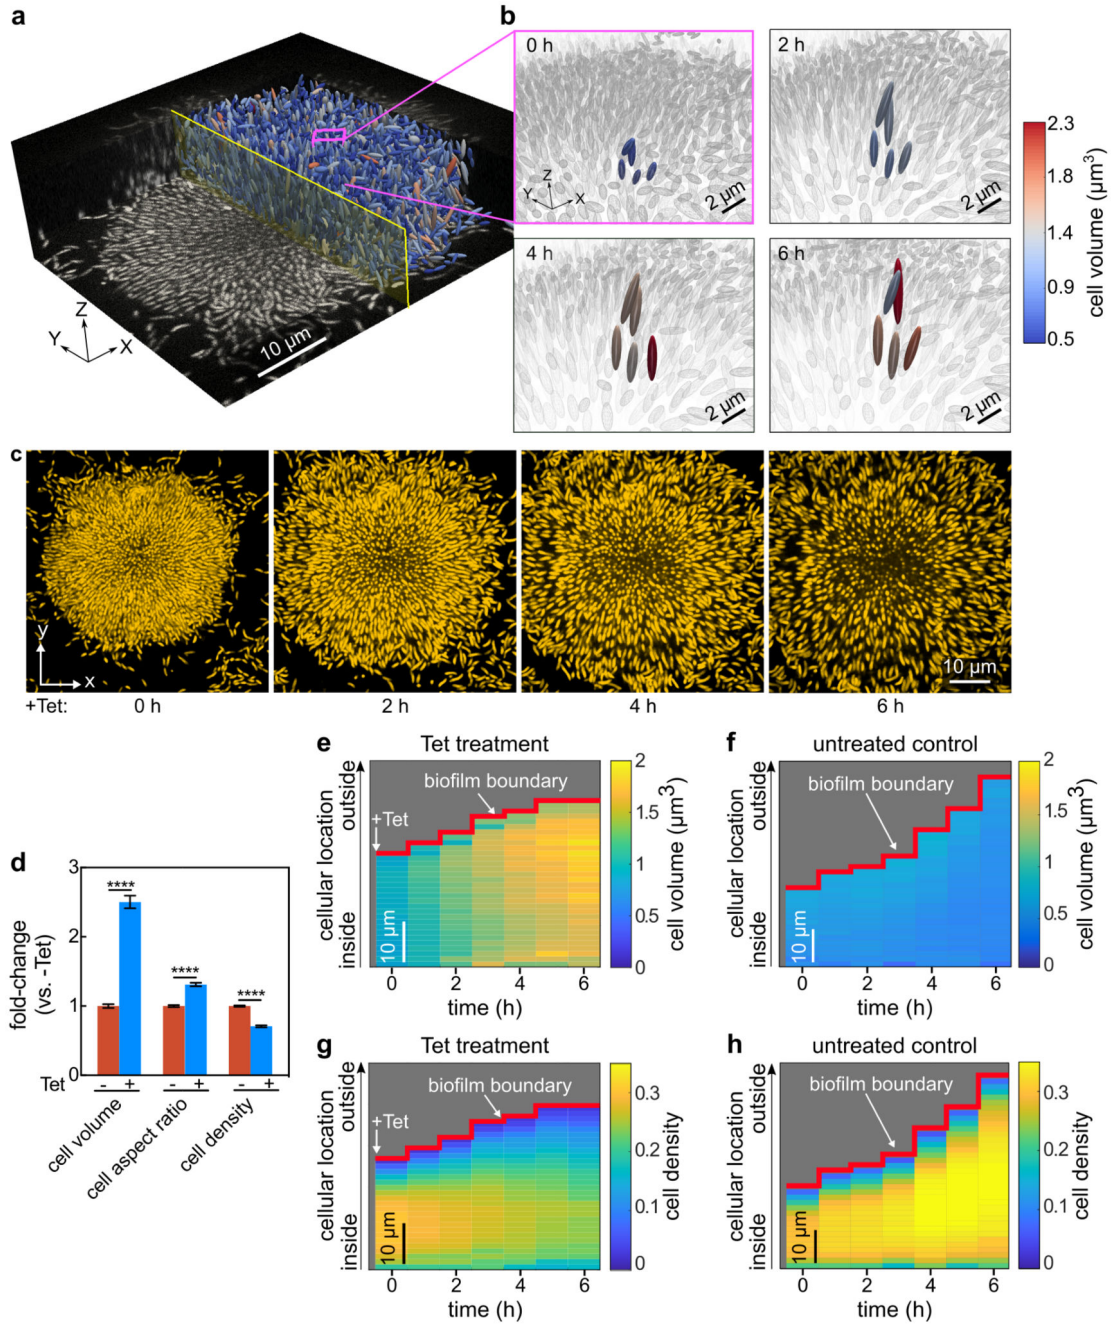 a
Z
Y
X
10 μm
b
0 h
Z
Y
X
2 μm
2 h
2 μm
4 h
2 μm
6 h
2 μm
2.3
1.8
1.4
0.9
0.5
cell volume (μm³)
c
y
x
10 μm
+Tet:
0 h
2 h
4 h
6 h
d
fold-change
(vs. -Tet)
3
2
1
0
****
****
****
Tet
- + - + - +
cell volume
cell aspect ratio
cell density
e
Tet treatment
cellular location
inside
outside
+Tet
biofilm boundary
10 μm
0 2 4 6
time (h)
2
1.5
1
0.5
0
cell volume (μm³)
f
untreated control
cellular location
inside
outside
biofilm boundary
10 μm
0 2 4 6
time (h)
2
1.5
1
0.5
0
cell volume (μm³)
g
Tet treatment
cellular location
inside
outside
+Tet
biofilm boundary
10 μm
0 2 4 6
time (h)
0.3
0.2
0.1
0
cell density
h
untreated control
cellular location
inside
outside
biofilm boundary
10 μm
0 2 4 6
time (h)
0.3
0.2
0.1
0
cell density